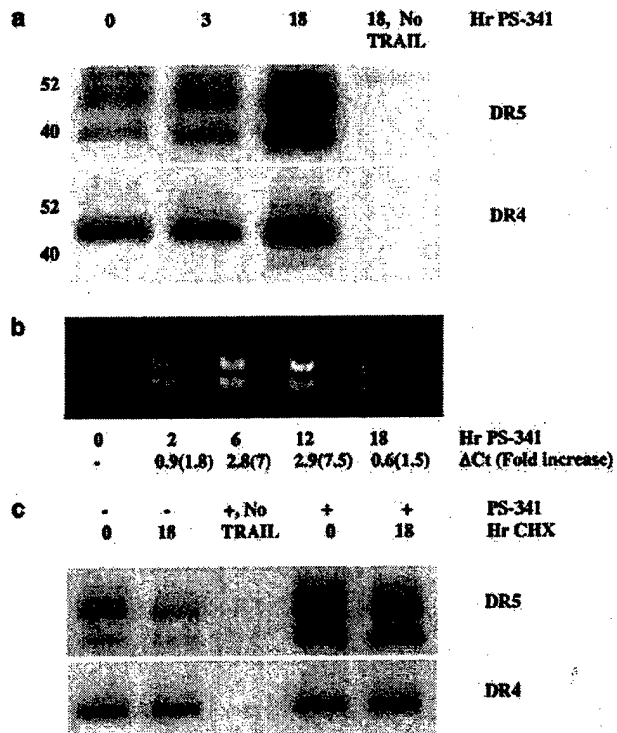 a 0 3 18 18, No Hr PS-341
TRAIL
52
40
DR5
52
40
DR4
b
0 2 6 12 18 Hr PS-341
- 0.9(1.8) 2.8(7) 2.9(7.5) 0.6(1.5) ΔCt (Fold increase)
c - - +, No + + PS-341
0 18 TRAIL 0 18 Hr CHX
DR5
DR4